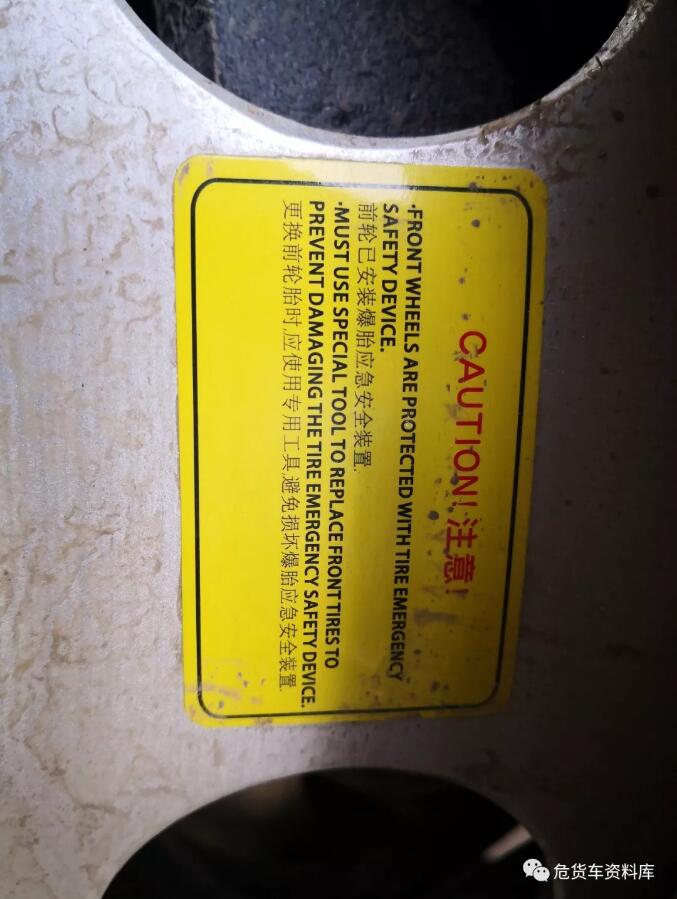 CAUTION!注意!
·FRONT WHEELS ARE PROTECTED WITH TIRE EMERGENCY
SAFETY DEVICE.
前轮已安装爆胎应急安全装置.
·MUST USE SPECIAL TOOL TO REPLACE FRONT TIRES TO
PREVENT DAMAGING THE TIRE EMERGENCY SAFETY DEVICE.
更换前轮胎时,应使用专用工具,避免损坏爆胎应急安全装置.
危货车资料库